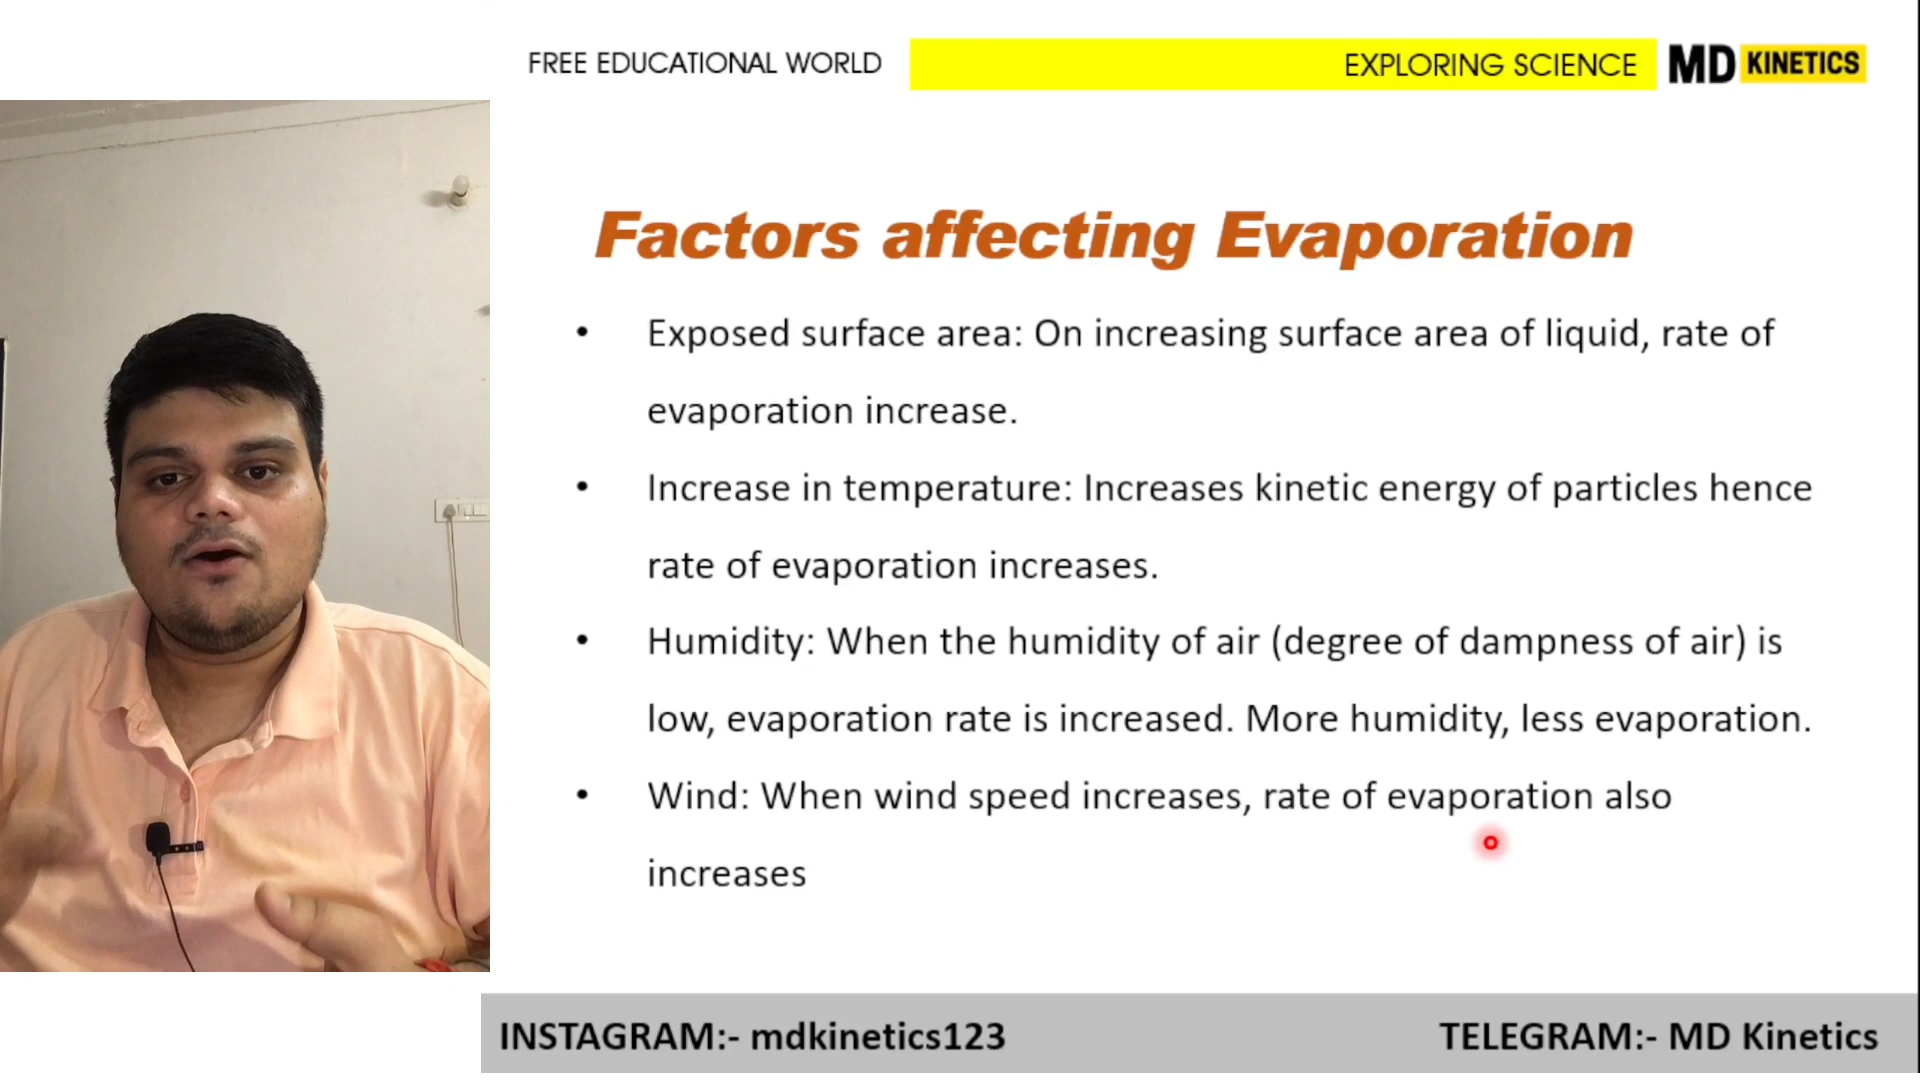 FREE EDUCATIONAL WORLD
EXPLORING SCIENCE
MD KINETICS
Factors affecting Evaporation
• Exposed surface area: On increasing surface area of liquid, rate of
evaporation increase.
• Increase in temperature: Increases kinetic energy of particles hence
rate of evaporation increases.
• Humidity: When the humidity of air (degree of dampness of air) is
low, evaporation rate is increased. More humidity, less evaporation.
• Wind: When wind speed increases, rate of evaporation also
increases
INSTAGRAM:- mdkinetics123
TELEGRAM:- MD Kinetics